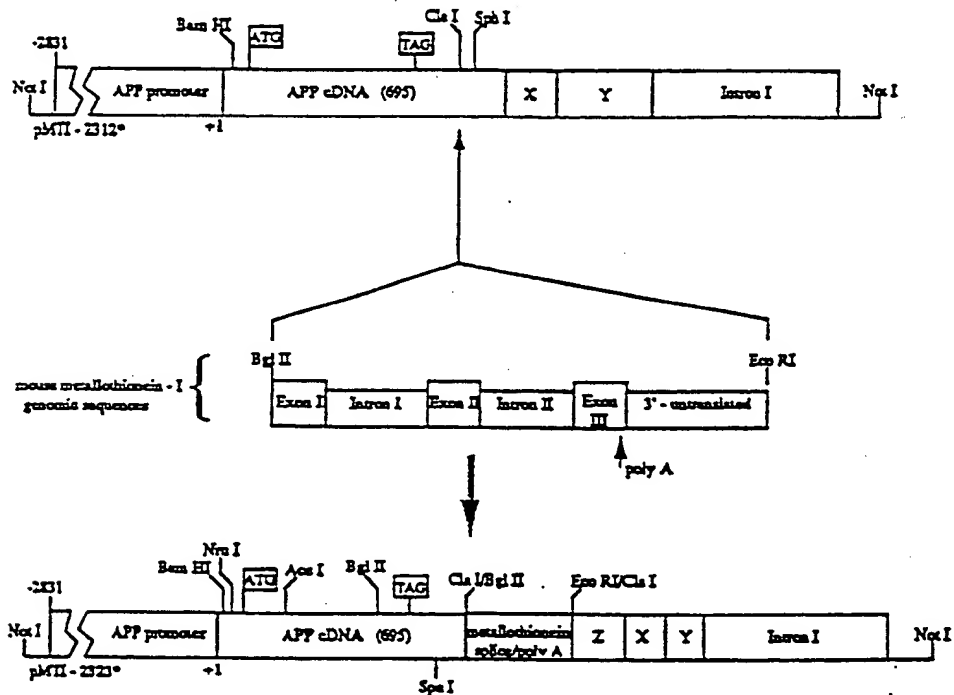 Bam HI
ATG
TAG
Cla I
Sph I
-2831
Not I
APP promoter
APP cDNA (695)
X
Y
Intron I
Not I
pMTI - 2312*
+1
Bgl II
Eco RI
mouse metallothionein - I
genomic sequences
Exon I
Intron I
Exon II
Intron II
Exon
III
3' - untranslated
poly A
Nru I
Bam HI
ATG
Acc I
Bgl II
TAG
Cla I/Bgl II
Eco RI/Cla I
-2831
Not I
APP promoter
APP cDNA (695)
metallothionein
splice/poly A
Z
X
Y
Intron I
Not I
pMTI - 2323*
+1
Spe I